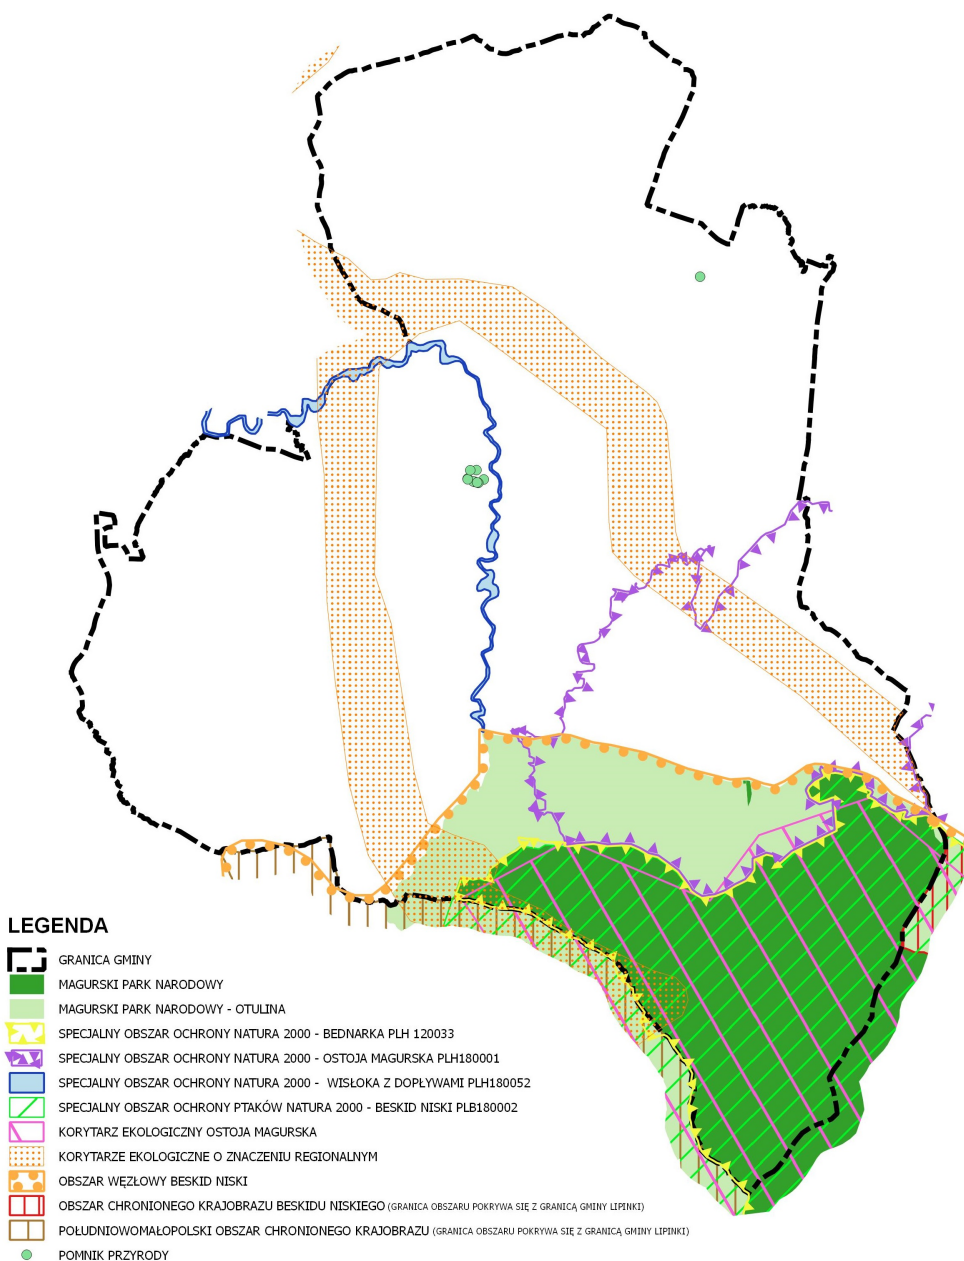 LEGENDA
GRANICA GMINY
MAGURSKI PARK NARODOWY
MAGURSKI PARK NARODOWY - OTULINA
SPECJALNY OBSZAR OCHRONY NATURA 2000 - BEDNARKA PLH 120033
SPECJALNY OBSZAR OCHRONY NATURA 2000 - OSTOJA MAGURSKA PLH180001
SPECJALNY OBSZAR OCHRONY NATURA 2000 - WISŁOKA Z DOPŁYWAMI PLH180052
SPECJALNY OBSZAR OCHRONY PTAKÓW NATURA 2000 - BESKID NISKI PLB180002
KORYTARZ EKOLOGICZNY OSTOJA MAGURSKA
KORYTARZE EKOLOGICZNE O ZNACZENIU REGIONALNYM
OBSZAR WĘZŁOWY BESKID NISKI
OBSZAR CHRONIONEGO KRAJOBRAZU BESKIDU NISKIEGO (GRANICA OBSZARU POKRYWA SIĘ Z GRANICĄ GMINY LIPINKI)
POŁUDNIOWOMAŁOPOLSKI OBSZAR CHRONIONEGO KRAJOBRAZU (GRANICA OBSZARU POKRYWA SIĘ Z GRANICĄ GMINY LIPINKI)
POMNIK PRZYRODY